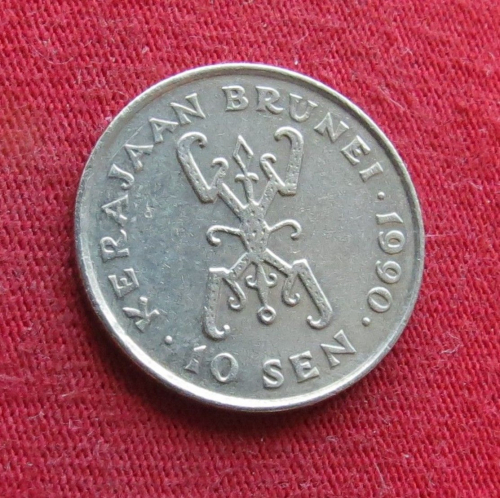 KERAJAAN BRUNEI · 1990 ·
10 SEN ·